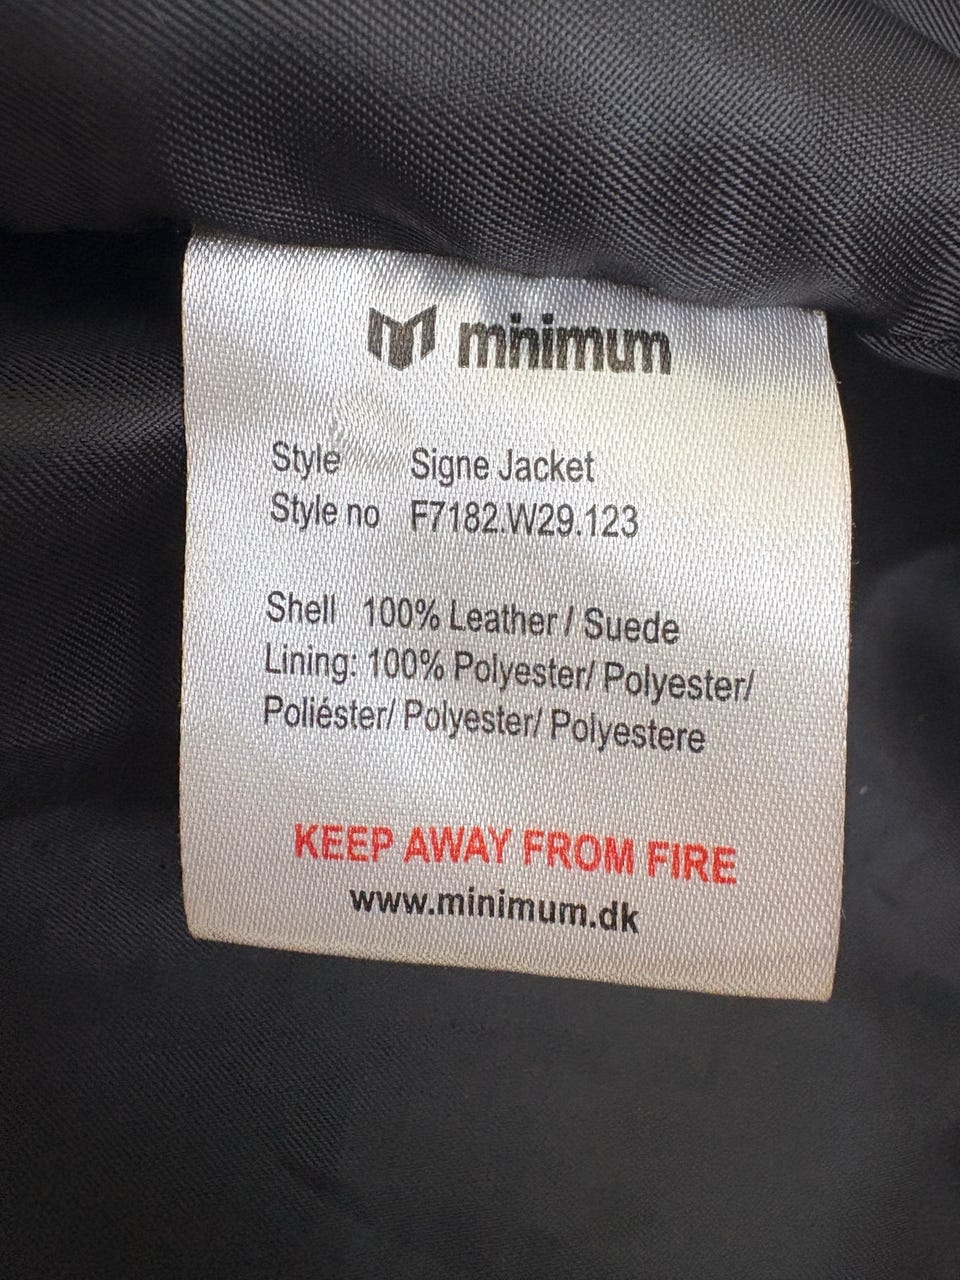 minimum
Style Signe Jacket
Style no F7182.W29.123
Shell 100% Leather / Suede
Lining: 100% Polyester/ Polyester/
Poliéster/ Polyester/ Polyestere
KEEP AWAY FROM FIRE
www.minimum.dk